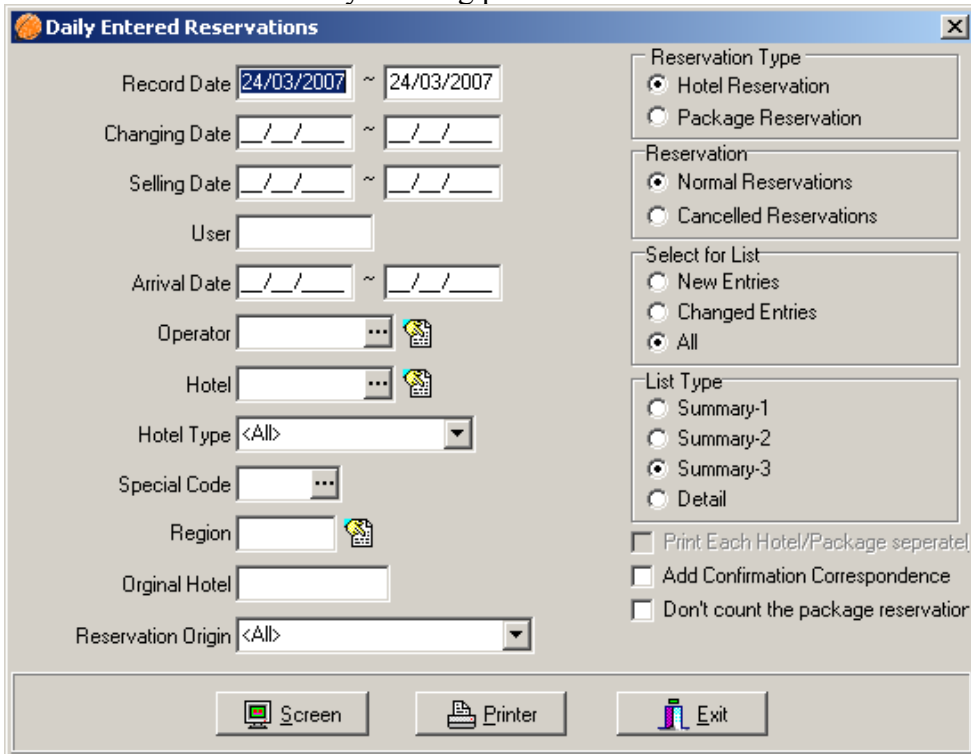 Daily Entered Reservations
Record Date 24/03/2007 ~ 24/03/2007
Changing Date __/__/____ ~ __/__/____
Selling Date __/__/____ ~ __/__/____
User
Arrival Date __/__/____ ~ __/__/____
Operator ...
Hotel ...
Hotel Type <All>
Special Code ...
Region
Orginal Hotel
Reservation Origin <All>
Reservation Type
Hotel Reservation
Package Reservation
Reservation
Normal Reservations
Cancelled Reservations
Select for List
New Entries
Changed Entries
All
List Type
Summary-1
Summary-2
Summary-3
Detail
Print Each Hotel/Package seperatel
Add Confirmation Correspondence
Don't count the package reservation
Screen
Printer
Exit